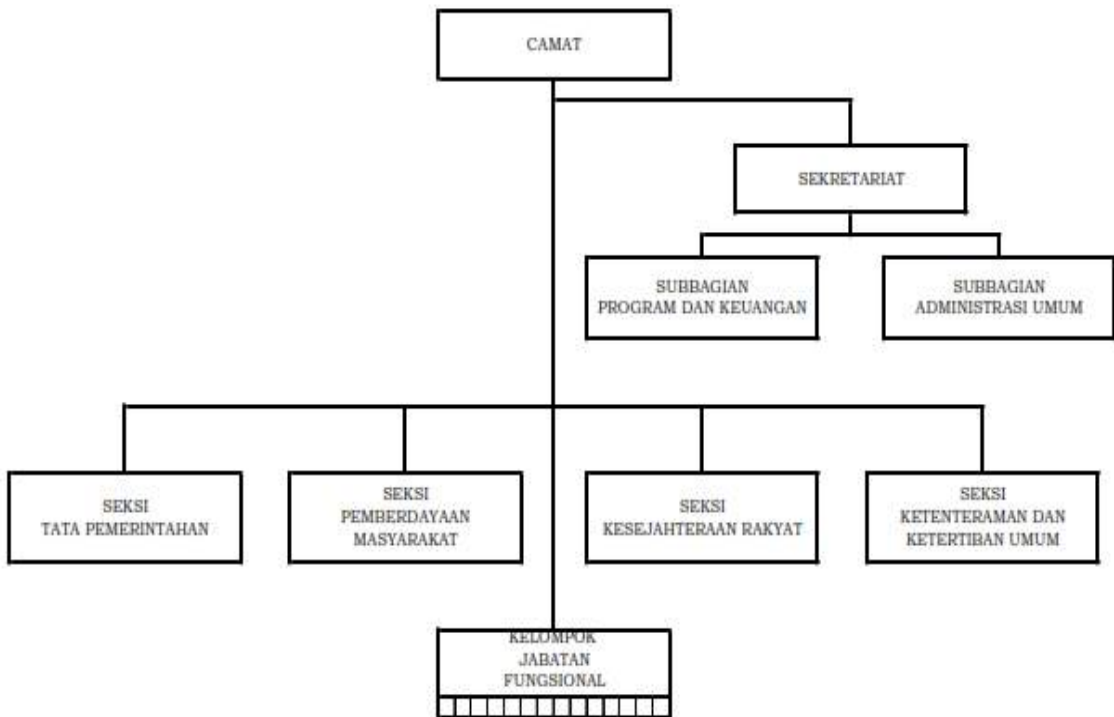 CAMAT
SEKRETARIAT
SUBBAGIAN
PROGRAM DAN KEUANGAN
SUBBAGIAN
ADMINISTRASI UMUM
SEKSI
TATA PEMERINTAHAN
SEKSI
PEMBERDAYAAN
MASYARAKAT
SEKSI
KESEJAHTERAAN RAKYAT
SEKSI
KETENTERAMAN DAN
KETERTIBAN UMUM
KELOMPOK
JABATAN
FUNGSIONAL